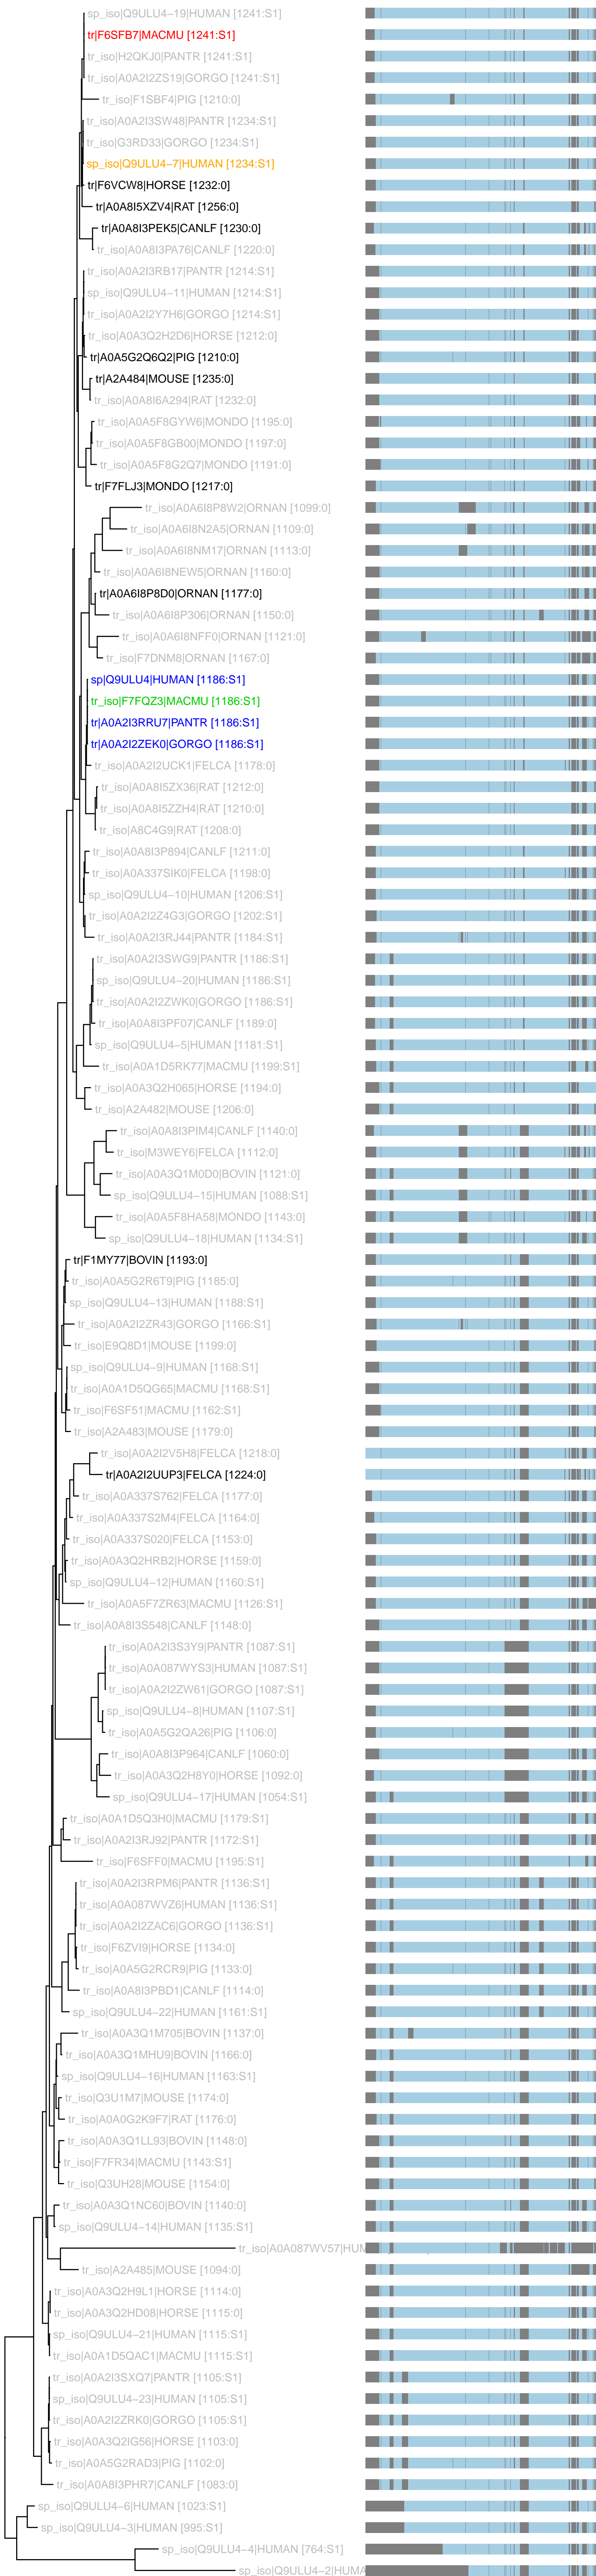 sp_iso|Q9ULU4−19|HUMAN [1241:S1]
tr|F6SFB7|MACMU [1241:S1]
tr_iso|H2QKJ0|PANTR [1241:S1]
tr_iso|A0A2I2ZS19|GORGO [1241:S1]
tr_iso|F1SBF4|PIG [1210:0]
tr_iso|A0A2I3SW48|PANTR [1234:S1]
tr_iso|G3RD33|GORGO [1234:S1]
sp_iso|Q9ULU4−7|HUMAN [1234:S1]
tr|F6VCW8|HORSE [1232:0]
tr|A0A8I5XZV4|RAT [1256:0]
tr|A0A8I3PEK5|CANLF [1230:0]
tr_iso|A0A8I3PA76|CANLF [1220:0]
tr_iso|A0A2I3RB17|PANTR [1214:S1]
sp_iso|Q9ULU4−11|HUMAN [1214:S1]
tr_iso|A0A2I2Y7H6|GORGO [1214:S1]
tr_iso|A0A3Q2H2D6|HORSE [1212:0]
tr|A0A5G2Q6Q2|PIG [1210:0]
tr|A2A484|MOUSE [1235:0]
tr_iso|A0A8I6A294|RAT [1232:0]
tr_iso|A0A5F8GYW6|MONDO [1195:0]
tr_iso|A0A5F8GB00|MONDO [1197:0]
tr_iso|A0A5F8G2Q7|MONDO [1191:0]
tr|F7FLJ3|MONDO [1217:0]
tr_iso|A0A6I8P8W2|ORNAN [1099:0]
tr_iso|A0A6I8N2A5|ORNAN [1109:0]
tr_iso|A0A6I8NM17|ORNAN [1113:0]
tr_iso|A0A6I8NEW5|ORNAN [1160:0]
tr|A0A6I8P8D0|ORNAN [1177:0]
tr_iso|A0A6I8P306|ORNAN [1150:0]
tr_iso|A0A6I8NFF0|ORNAN [1121:0]
tr_iso|F7DNM8|ORNAN [1167:0]
sp|Q9ULU4|HUMAN [1186:S1]
tr_iso|F7FQZ3|MACMU [1186:S1]
tr|A0A2I3RRU7|PANTR [1186:S1]
tr|A0A2I2ZEK0|GORGO [1186:S1]
tr_iso|A0A2I2UCK1|FELCA [1178:0]
tr_iso|A0A8I5ZX36|RAT [1212:0]
tr_iso|A0A8I5ZZH4|RAT [1210:0]
tr_iso|A8C4G9|RAT [1208:0]
tr_iso|A0A8I3P894|CANLF [1211:0]
tr_iso|A0A337SIK0|FELCA [1198:0]
sp_iso|Q9ULU4−10|HUMAN [1206:S1]
tr_iso|A0A2I2Z4G3|GORGO [1202:S1]
tr_iso|A0A2I3RJ44|PANTR [1184:S1]
tr_iso|A0A2I3SWG9|PANTR [1186:S1]
sp_iso|Q9ULU4−20|HUMAN [1186:S1]
tr_iso|A0A2I2ZWK0|GORGO [1186:S1]
tr_iso|A0A8I3PF07|CANLF [1189:0]
sp_iso|Q9ULU4−5|HUMAN [1181:S1]
tr_iso|A0A1D5RK77|MACMU [1199:S1]
tr_iso|A0A3Q2H065|HORSE [1194:0]
tr_iso|A2A482|MOUSE [1206:0]
tr_iso|A0A8I3PIM4|CANLF [1140:0]
tr_iso|M3WEY6|FELCA [1112:0]
tr_iso|A0A3Q1M0D0|BOVIN [1121:0]
sp_iso|Q9ULU4−15|HUMAN [1088:S1]
tr_iso|A0A5F8HA58|MONDO [1143:0]
sp_iso|Q9ULU4−18|HUMAN [1134:S1]
tr|F1MY77|BOVIN [1193:0]
tr_iso|A0A5G2R6T9|PIG [1185:0]
sp_iso|Q9ULU4−13|HUMAN [1188:S1]
tr_iso|A0A2I2ZR43|GORGO [1166:S1]
tr_iso|E9Q8D1|MOUSE [1199:0]
sp_iso|Q9ULU4−9|HUMAN [1168:S1]
tr_iso|A0A1D5QG65|MACMU [1168:S1]
tr_iso|F6SF51|MACMU [1162:S1]
tr_iso|A2A483|MOUSE [1179:0]
tr_iso|A0A2I2V5H8|FELCA [1218:0]
tr|A0A2I2UUP3|FELCA [1224:0]
tr_iso|A0A337S762|FELCA [1177:0]
tr_iso|A0A337S2M4|FELCA [1164:0]
tr_iso|A0A337S020|FELCA [1153:0]
tr_iso|A0A3Q2HRB2|HORSE [1159:0]
sp_iso|Q9ULU4−12|HUMAN [1160:S1]
tr_iso|A0A5F7ZR63|MACMU [1126:S1]
tr_iso|A0A8I3S548|CANLF [1148:0]
tr_iso|A0A2I3S3Y9|PANTR [1087:S1]
tr_iso|A0A087WYS3|HUMAN [1087:S1]
tr_iso|A0A2I2ZW61|GORGO [1087:S1]
sp_iso|Q9ULU4−8|HUMAN [1107:S1]
tr_iso|A0A5G2QA26|PIG [1106:0]
tr_iso|A0A8I3P964|CANLF [1060:0]
tr_iso|A0A3Q2H8Y0|HORSE [1092:0]
sp_iso|Q9ULU4−17|HUMAN [1054:S1]
tr_iso|A0A1D5Q3H0|MACMU [1179:S1]
tr_iso|A0A2I3RJ92|PANTR [1172:S1]
tr_iso|F6SFF0|MACMU [1195:S1]
tr_iso|A0A2I3RPM6|PANTR [1136:S1]
tr_iso|A0A087WVZ6|HUMAN [1136:S1]
tr_iso|A0A2I2ZAC6|GORGO [1136:S1]
tr_iso|F6ZVI9|HORSE [1134:0]
tr_iso|A0A5G2RCR9|PIG [1133:0]
tr_iso|A0A8I3PBD1|CANLF [1114:0]
sp_iso|Q9ULU4−22|HUMAN [1161:S1]
tr_iso|A0A3Q1M705|BOVIN [1137:0]
tr_iso|A0A3Q1MHU9|BOVIN [1166:0]
sp_iso|Q9ULU4−16|HUMAN [1163:S1]
tr_iso|Q3U1M7|MOUSE [1174:0]
tr_iso|A0A0G2K9F7|RAT [1176:0]
tr_iso|A0A3Q1LL93|BOVIN [1148:0]
tr_iso|F7FR34|MACMU [1143:S1]
tr_iso|Q3UH28|MOUSE [1154:0]
tr_iso|A0A3Q1NC60|BOVIN [1140:0]
sp_iso|Q9ULU4−14|HUMAN [1135:S1]
tr_iso|A0A087WV57|HUM
tr_iso|A2A485|MOUSE [1094:0]
tr_iso|A0A3Q2H9L1|HORSE [1114:0]
tr_iso|A0A3Q2HD08|HORSE [1115:0]
sp_iso|Q9ULU4−21|HUMAN [1115:S1]
tr_iso|A0A1D5QAC1|MACMU [1115:S1]
tr_iso|A0A2I3SXQ7|PANTR [1105:S1]
sp_iso|Q9ULU4−23|HUMAN [1105:S1]
tr_iso|A0A2I2ZRK0|GORGO [1105:S1]
tr_iso|A0A3Q2IG56|HORSE [1103:0]
tr_iso|A0A5G2RAD3|PIG [1102:0]
tr_iso|A0A8I3PHR7|CANLF [1083:0]
sp_iso|Q9ULU4−6|HUMAN [1023:S1]
sp_iso|Q9ULU4−3|HUMAN [995:S1]
sp_iso|Q9ULU4−4|HUMAN [764:S1]
sp_iso|Q9ULU4−2|HUMA